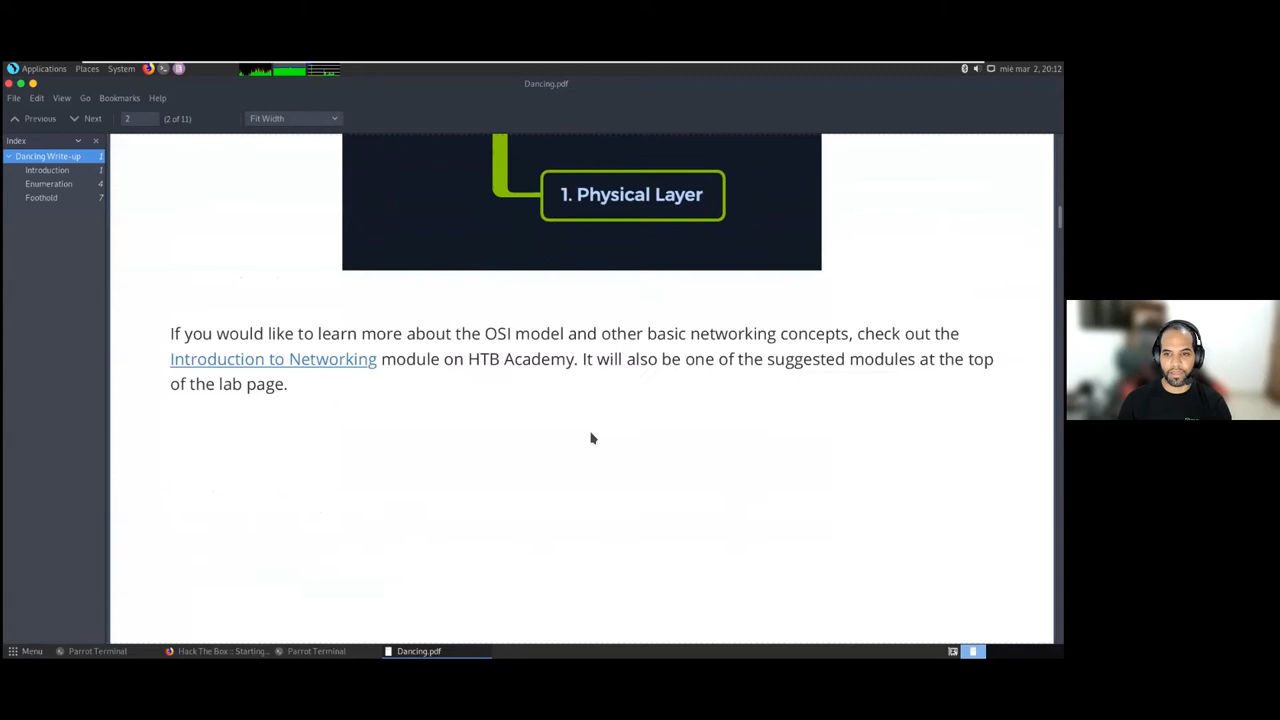 Applications Places System
mié mar 2, 20:12
Dancing.pdf
File Edit View Go Bookmarks Help
Previous Next 2 (2 of 11) Fit Width
Index
Dancing Write-up 1
Introduction 1
Enumeration 4
Foothold 7
1. Physical Layer
If you would like to learn more about the OSI model and other basic networking concepts, check out the
Introduction to Networking module on HTB Academy. It will also be one of the suggested modules at the top
of the lab page.
Menu Parrot Terminal Hack The Box :: Starting... Parrot Terminal Dancing.pdf